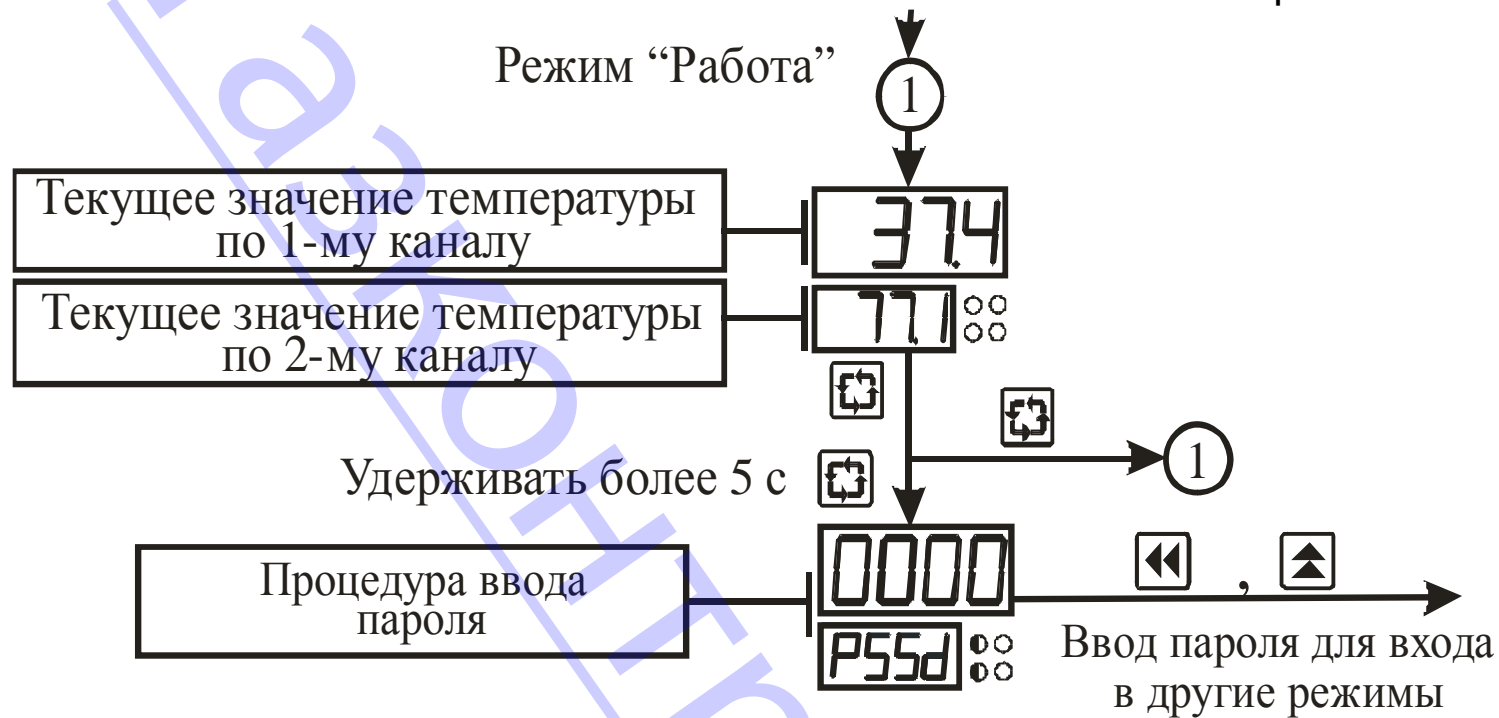 Режим “Работа”
1
Текущее значение температуры
по 1-му каналу
37.4
Текущее значение температуры
по 2-му каналу
77.1
1
Удерживать более 5 с
Процедура ввода
пароля
0000
,
PSSd
Ввод пароля для входа
в другие режимы